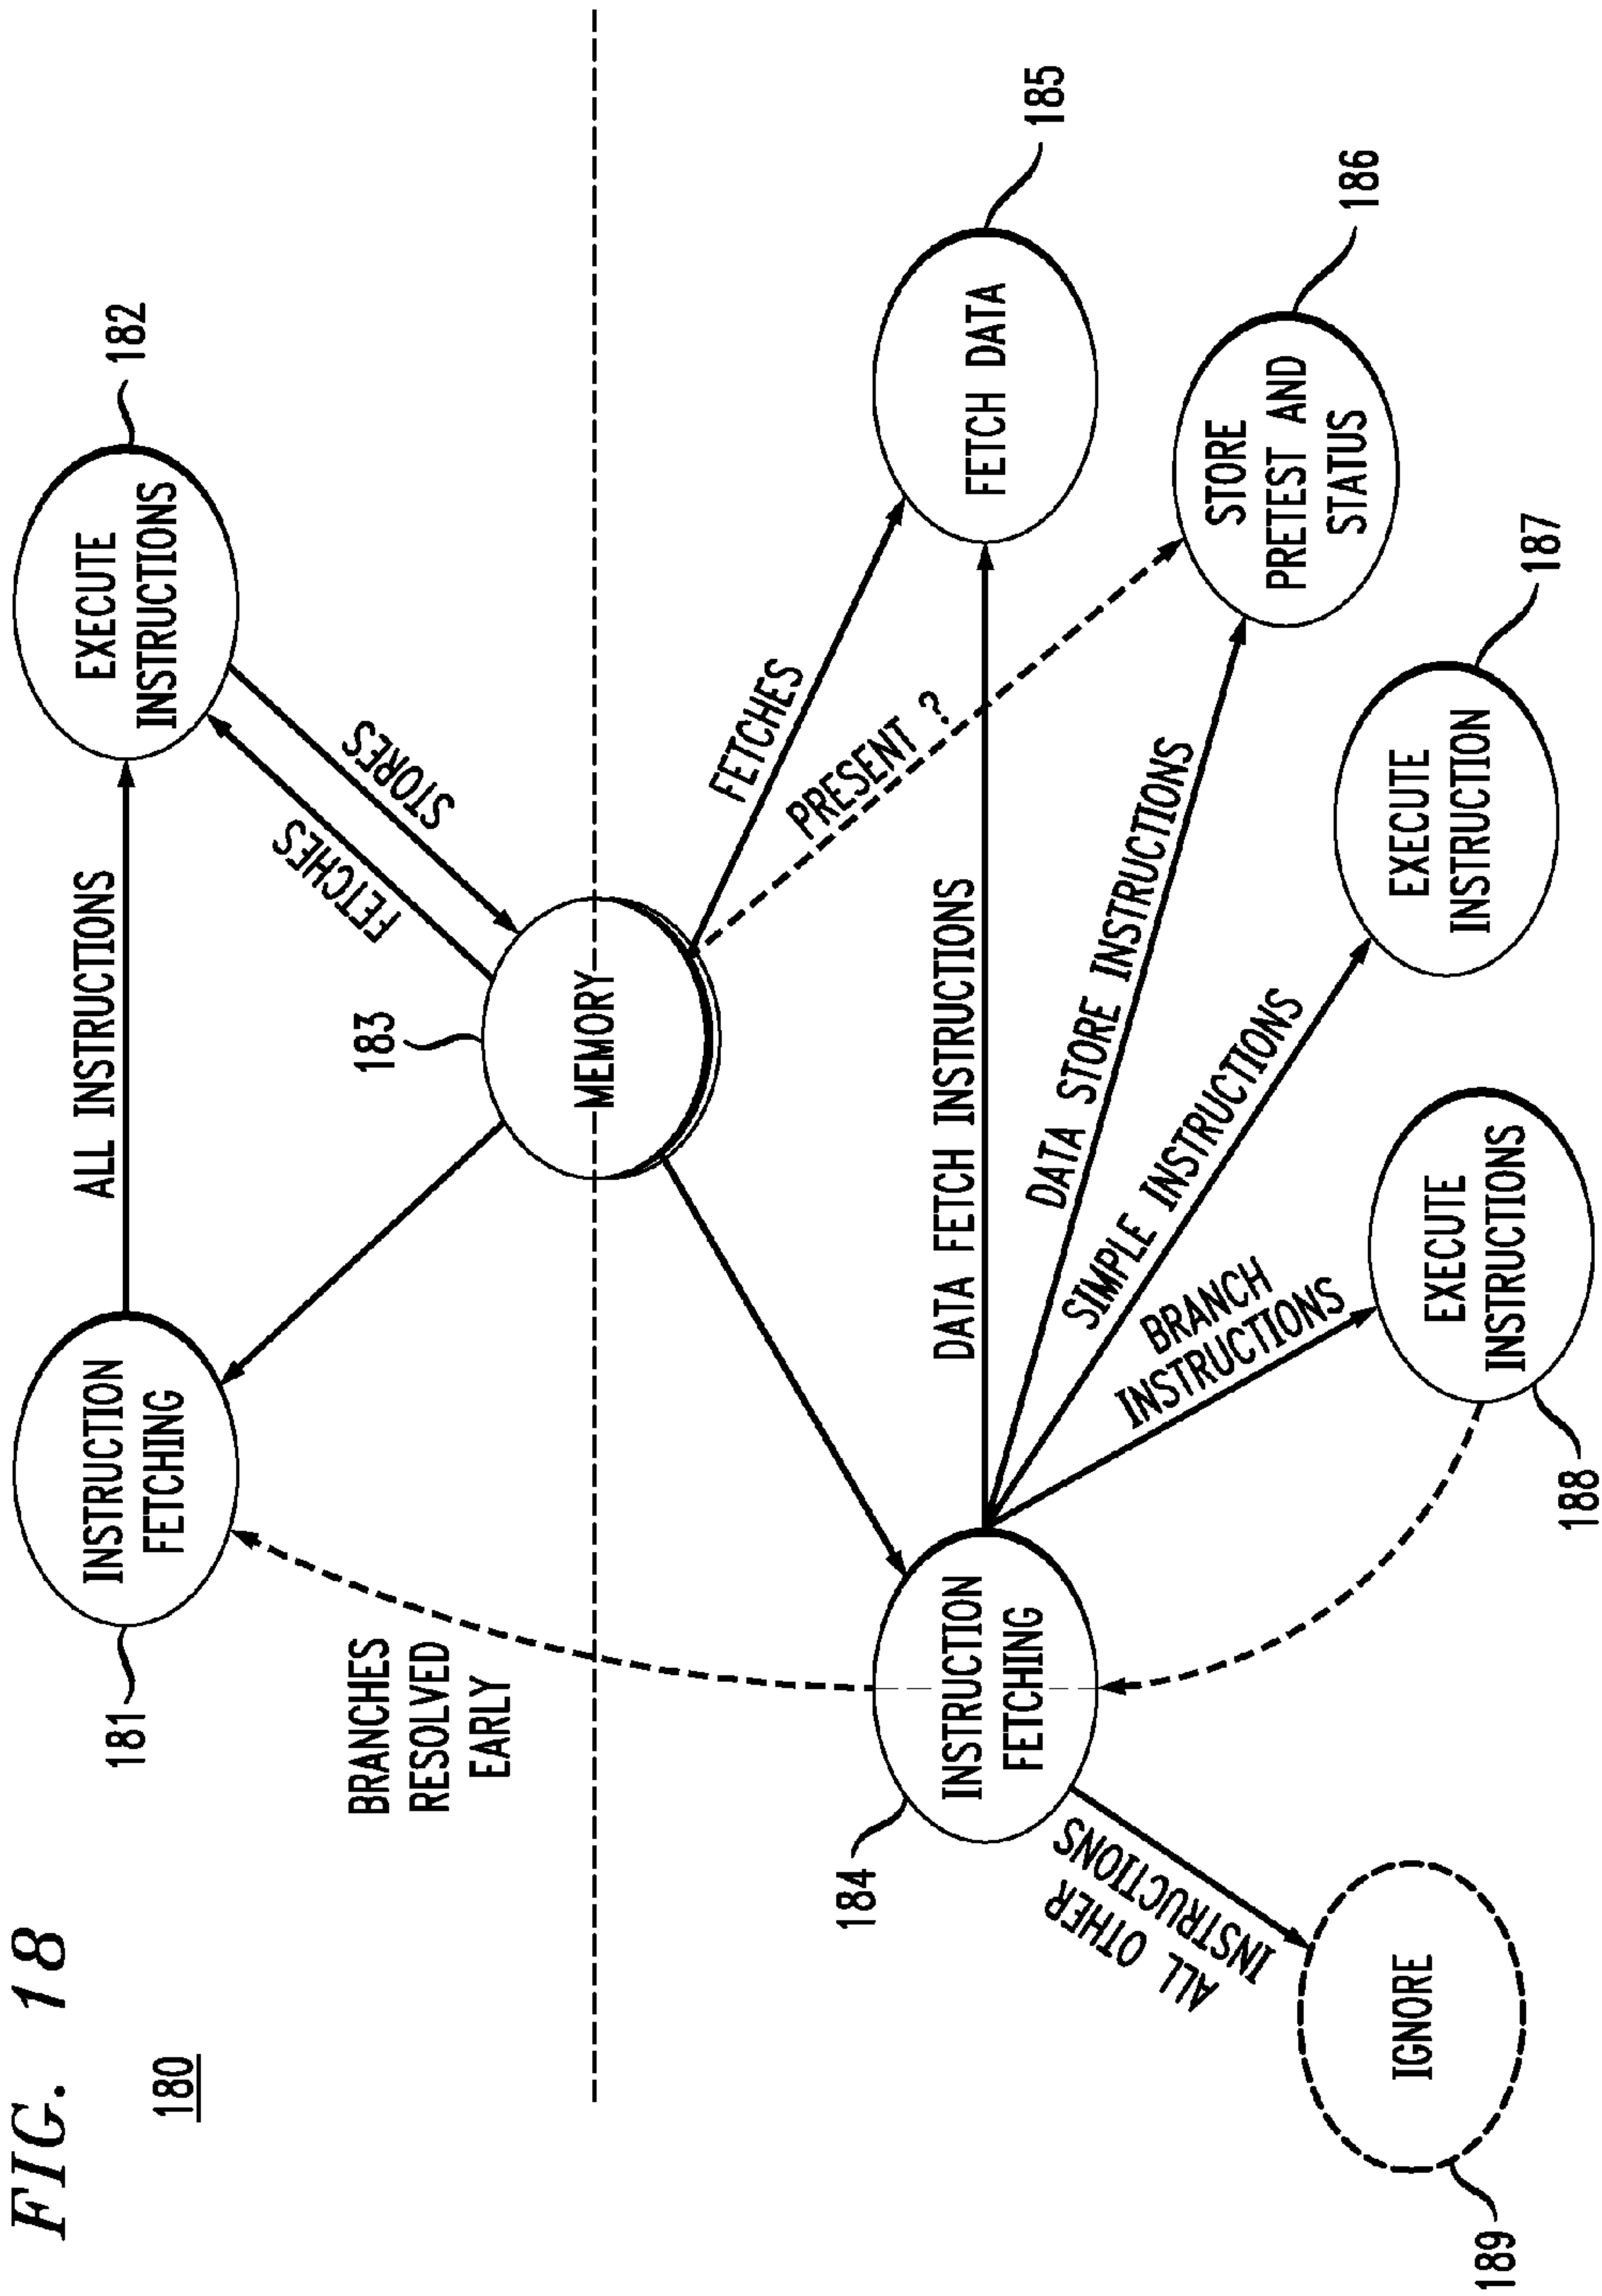 FIG. 18
180
181
INSTRUCTION
FETCHING
ALL INSTRUCTIONS
EXECUTE
INSTRUCTIONS
182
BRANCHES
RESOLVED
EARLY
FETCHES
STORES
183
MEMORY
FETCHES
PRESENT ?
184
INSTRUCTION
FETCHING
DATA FETCH INSTRUCTIONS
FETCH DATA
185
DATA STORE INSTRUCTIONS
STORE
PRETEST AND
STATUS
186
SIMPLE INSTRUCTIONS
EXECUTE
INSTRUCTION
187
BRANCH
INSTRUCTIONS
EXECUTE
INSTRUCTIONS
188
ALL OTHER
INSTRUCTIONS
IGNORE
189